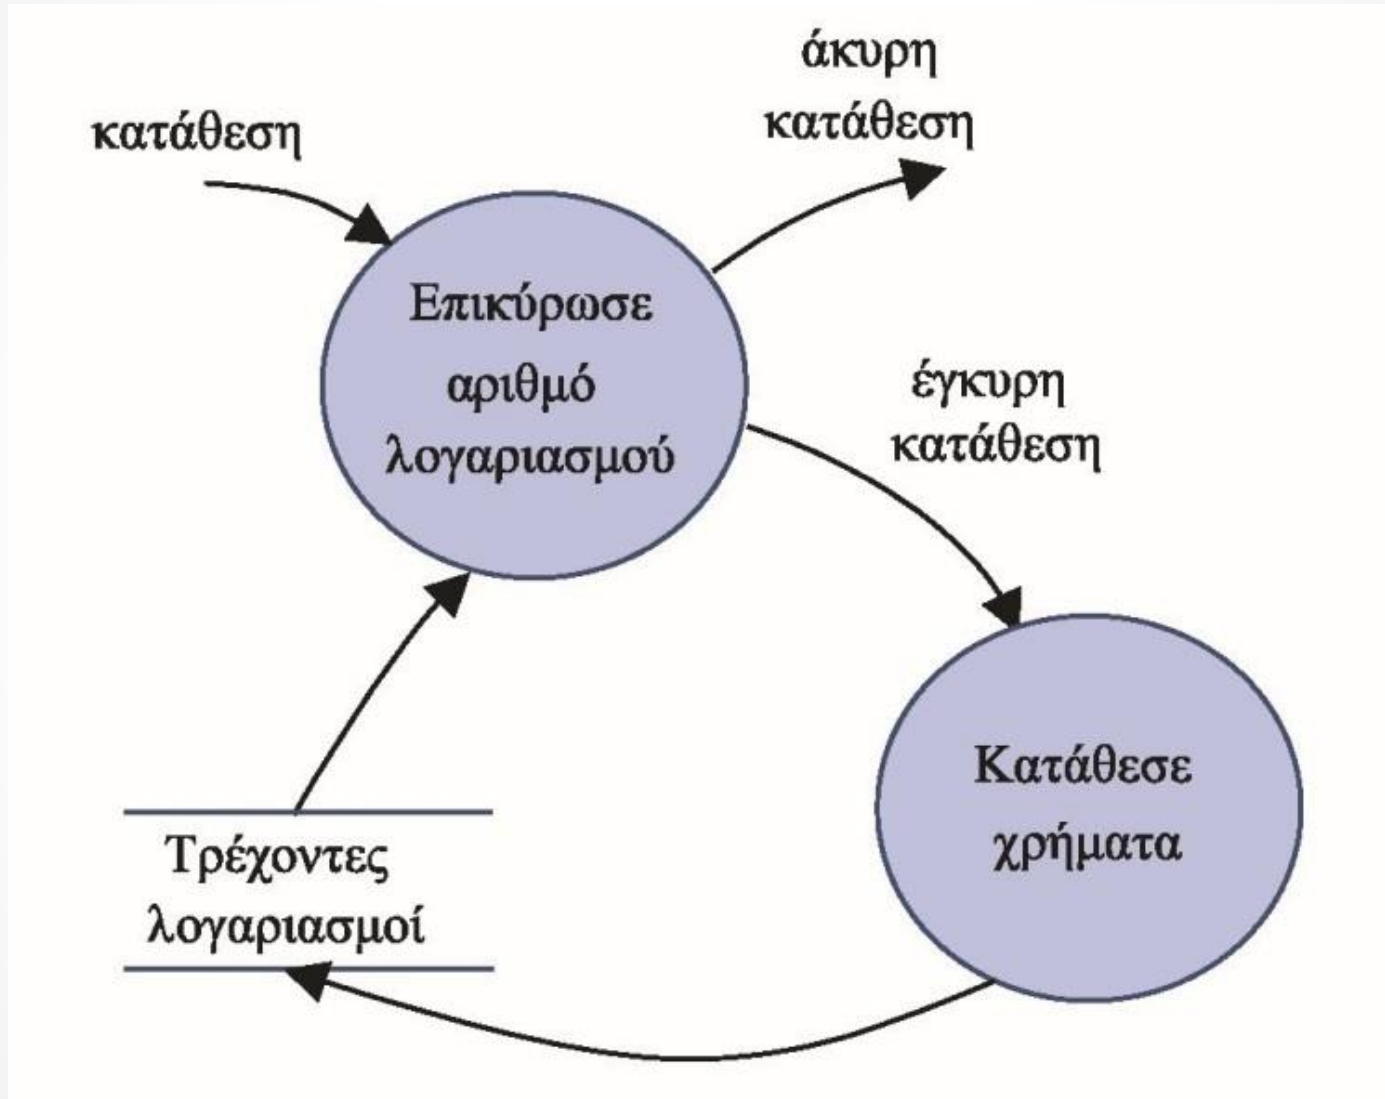 άκυρη
κατάθεση
κατάθεση
Επικύρωσε
αριθμό
λογαριασμού
έγκυρη
κατάθεση
Κατάθεσε
χρήματα
Τρέχοντες
λογαριασμοί